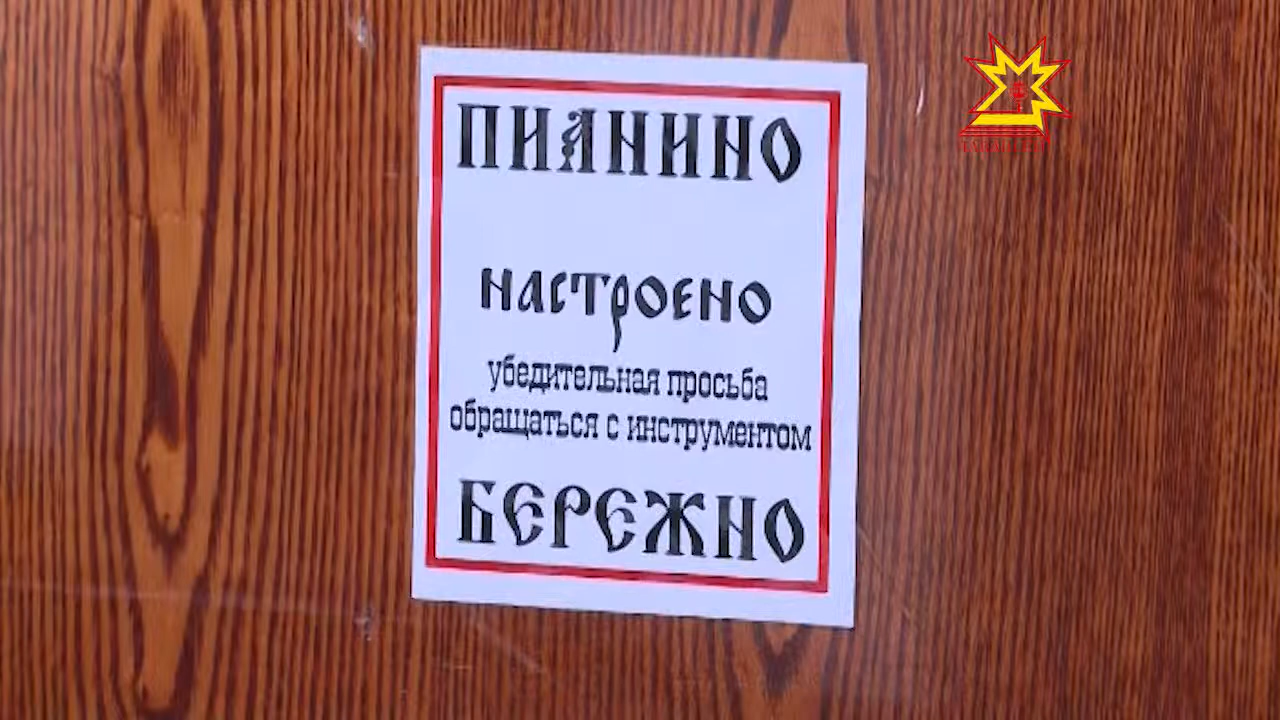 ПИАНИНО
настроено
убедительная просьба
обращаться с инструментом
БЕРЕЖНО